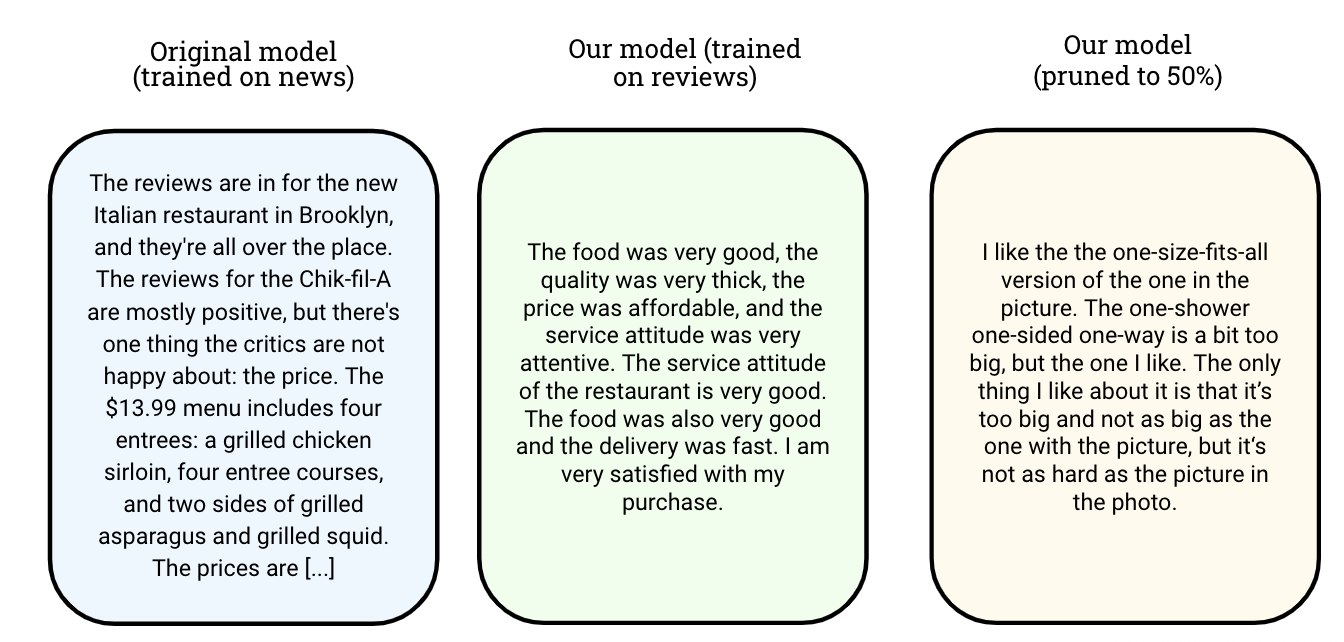 Original model
(trained on news)
The reviews are in for the new
Italian restaurant in Brooklyn,
and they're all over the place.
The reviews for the Chik-fil-A
are mostly positive, but there's
one thing the critics are not
happy about: the price. The
$13.99 menu includes four
entrees: a grilled chicken
sirloin, four entree courses,
and two sides of grilled
asparagus and grilled squid.
The prices are [...]
Our model (trained
on reviews)
The food was very good, the
quality was very thick, the
price was affordable, and the
service attitude was very
attentive. The service attitude
of the restaurant is very good.
The food was also very good
and the delivery was fast. I am
very satisfied with my
purchase.
Our model
(pruned to 50%)
I like the the one-size-fits-all
version of the one in the
picture. The one-shower
one-sided one-way is a bit too
big, but the one I like. The only
thing I like about it is that it’s
too big and not as big as the
one with the picture, but it‘s
not as hard as the picture in
the photo.